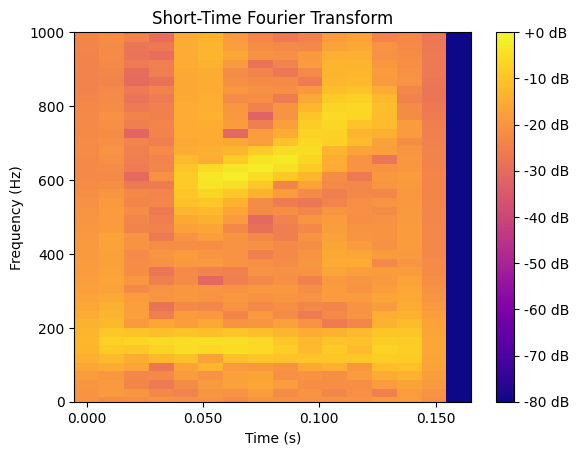 Short-Time Fourier Transform
Frequency (Hz)
1000
800
600
400
200
0
0.000
0.050
0.100
0.150
Time (s)
+0 dB
-10 dB
-20 dB
-30 dB
-40 dB
-50 dB
-60 dB
-70 dB
-80 dB